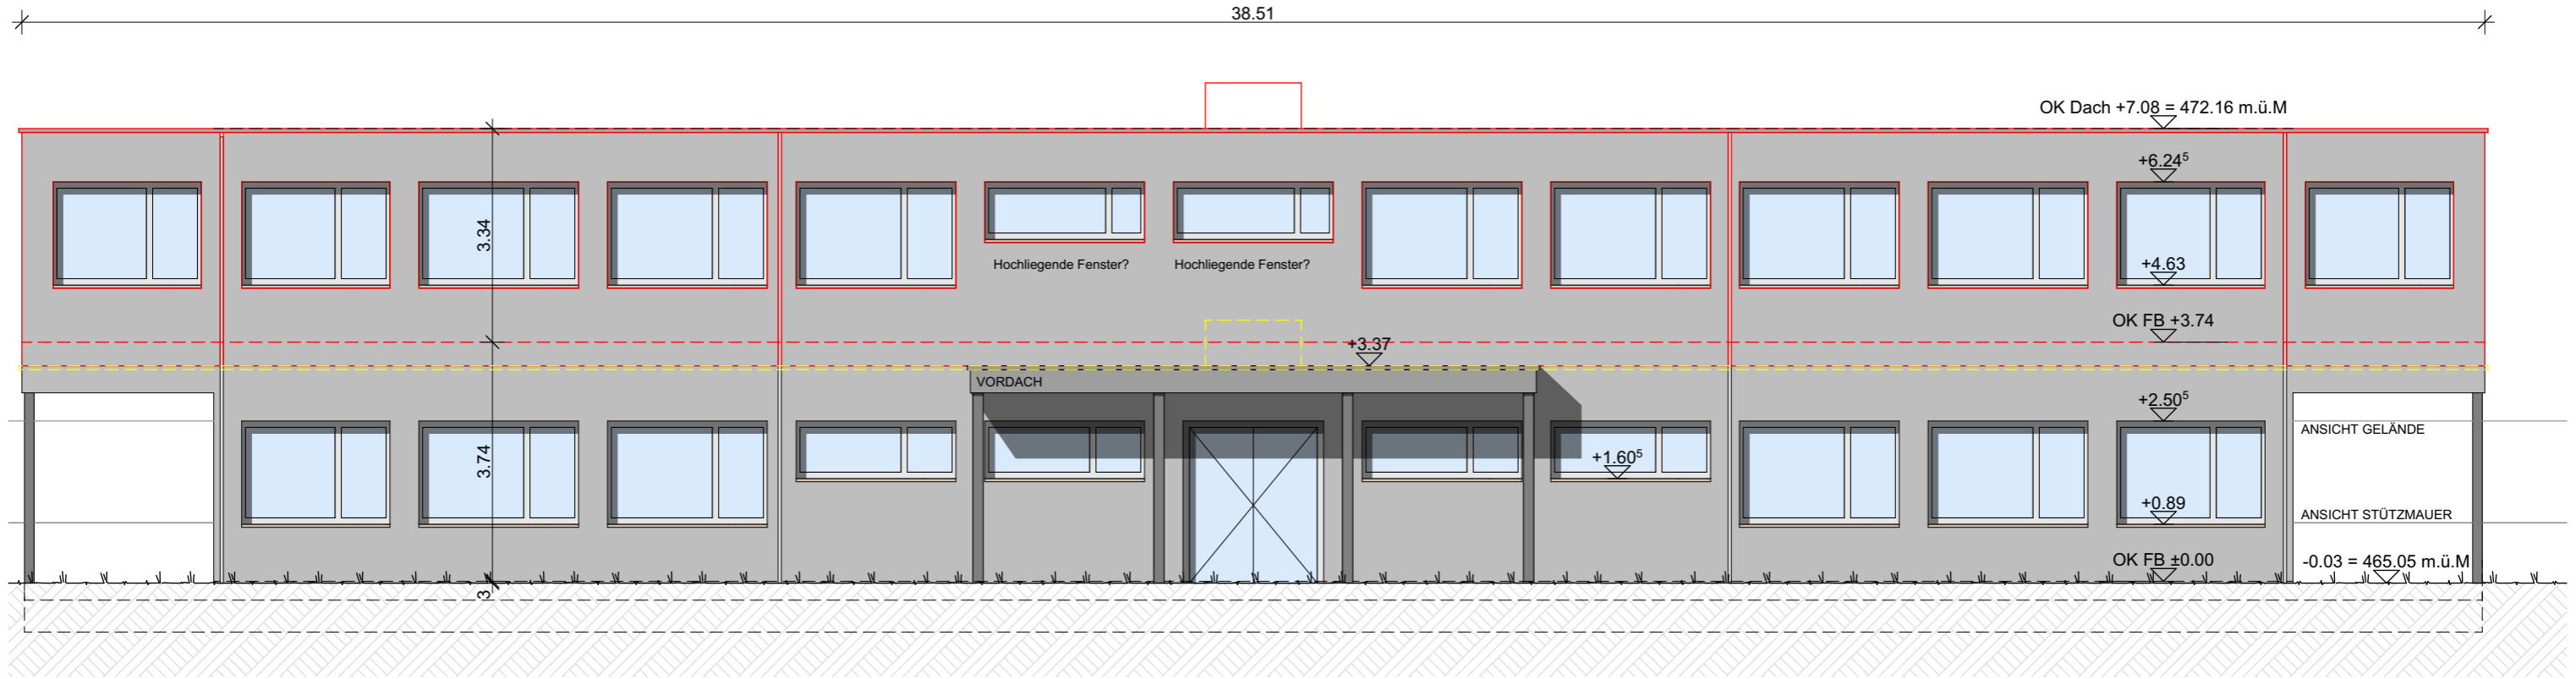 38.51
OK Dach +7.08 = 472.16 m.ü.M
+6.24⁵
3.34
Hochliegende Fenster?
Hochliegende Fenster?
+4.63
OK FB +3.74
+3.37
VORDACH
+2.50⁵
ANSICHT GELÄNDE
3.74
+1.60⁵
+0.89
ANSICHT STÜTZMAUER
OK FB ±0.00
-0.03 = 465.05 m.ü.M
3